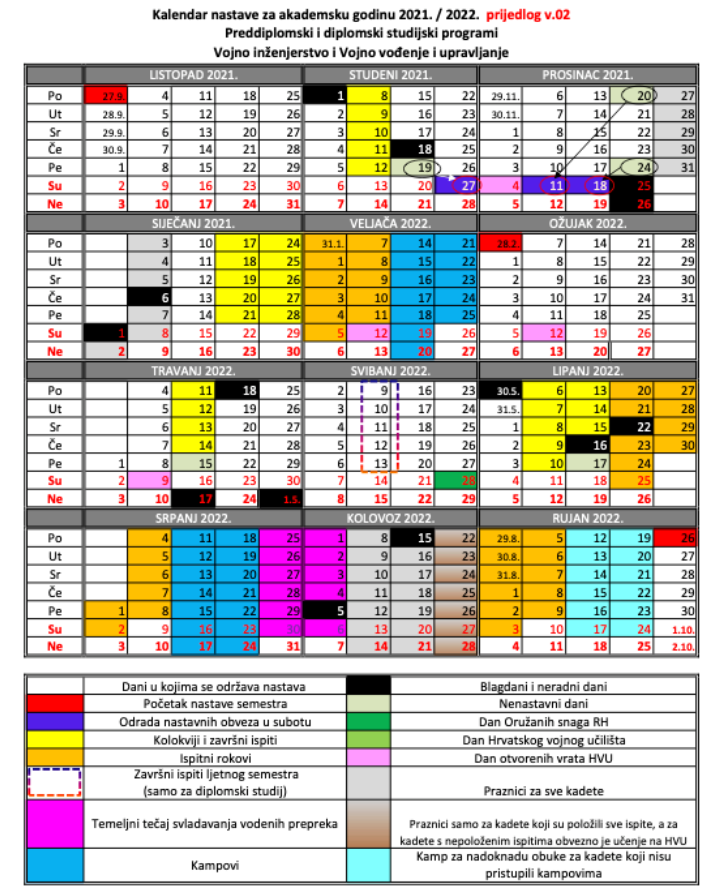 Kalendar nastave za akademsku godinu 2021. / 2022. prijedlog v.02
Preddiplomski i diplomski studijski programi
Vojno inženjerstvo i Vojno vođenje i upravljanje
LISTOPAD 2021. STUDENI 2021. PROSINAC 2021.
Po 27.9. 4 11 18 25 1 8 15 22 29.11. 6 13 20 27
Ut 28.9. 5 12 19 26 2 9 16 23 30.11. 7 14 21 28
Sr 29.9. 6 13 20 27 3 10 17 24 1 8 15 22 29
Če 30.9. 7 14 21 28 4 11 18 25 2 9 16 23 30
Pe 1 8 15 22 29 5 12 19 26 3 10 17 24 31
Su 2 9 16 23 30 6 13 20 27 4 11 18 25
Ne 3 10 17 24 31 7 14 21 28 5 12 19 26
SIJEČANJ 2021. VELJAČA 2022. OŽUJAK 2022.
Po 3 10 17 24 31.1. 7 14 21 28.2. 7 14 21 28
Ut 4 11 18 25 1 8 15 22 1 8 15 22 29
Sr 5 12 19 26 2 9 16 23 2 9 16 23 30
Če 6 13 20 27 3 10 17 24 3 10 17 24 31
Pe 7 14 21 28 4 11 18 25 4 11 18 25
Su 1 8 15 22 29 5 12 19 26 5 12 19 26
Ne 2 9 16 23 30 6 13 20 27 6 13 20 27
TRAVANJ 2022. SVIBANJ 2022. LIPANJ 2022.
Po 4 11 18 25 2 9 16 23 30.5. 6 13 20 27
Ut 5 12 19 26 3 10 17 24 31.5. 7 14 21 28
Sr 6 13 20 27 4 11 18 25 1 8 15 22 29
Če 7 14 21 28 5 12 19 26 2 9 16 23 30
Pe 1 8 15 22 29 6 13 20 27 3 10 17 24
Su 2 9 16 23 30 7 14 21 28 4 11 18 25
Ne 3 10 17 24 1.5. 8 15 22 29 5 12 19 26
SRPANJ 2022. KOLOVOZ 2022. RUJAN 2022.
Po 4 11 18 25 1 8 15 22 29.8. 5 12 19 26
Ut 5 12 19 26 2 9 16 23 30.8. 6 13 20 27
Sr 6 13 20 27 3 10 17 24 31.8. 7 14 21 28
Če 7 14 21 28 4 11 18 25 1 8 15 22 29
Pe 1 8 15 22 29 5 12 19 26 2 9 16 23 30
Su 2 9 16 23 30 6 13 20 27 3 10 17 24 1.10.
Ne 3 10 17 24 31 7 14 21 28 4 11 18 25 2.10.
Dani u kojima se održava nastava
Blagdani i neradni dani
Početak nastave semestra
Nenastavni dani
Odrada nastavnih obveza u subotu
Dan Oružanih snaga RH
Kolokviji i završni ispiti
Dan Hrvatskog vojnog učilišta
Ispitni rokovi
Dan otvorenih vrata HVU
Završni ispiti ljetnog semestra
(samo za diplomski studij)
Praznici za sve kadete
Temeljni tečaj svladavanja vodenih prepreka
Praznici samo za kadete koji su položili sve ispite, a za
kadete s nepoloženim ispitima obvezno je učenje na HVU
Kampovi
Kamp za nadoknadu obuke za kadete koji nisu
pristupili kampovima